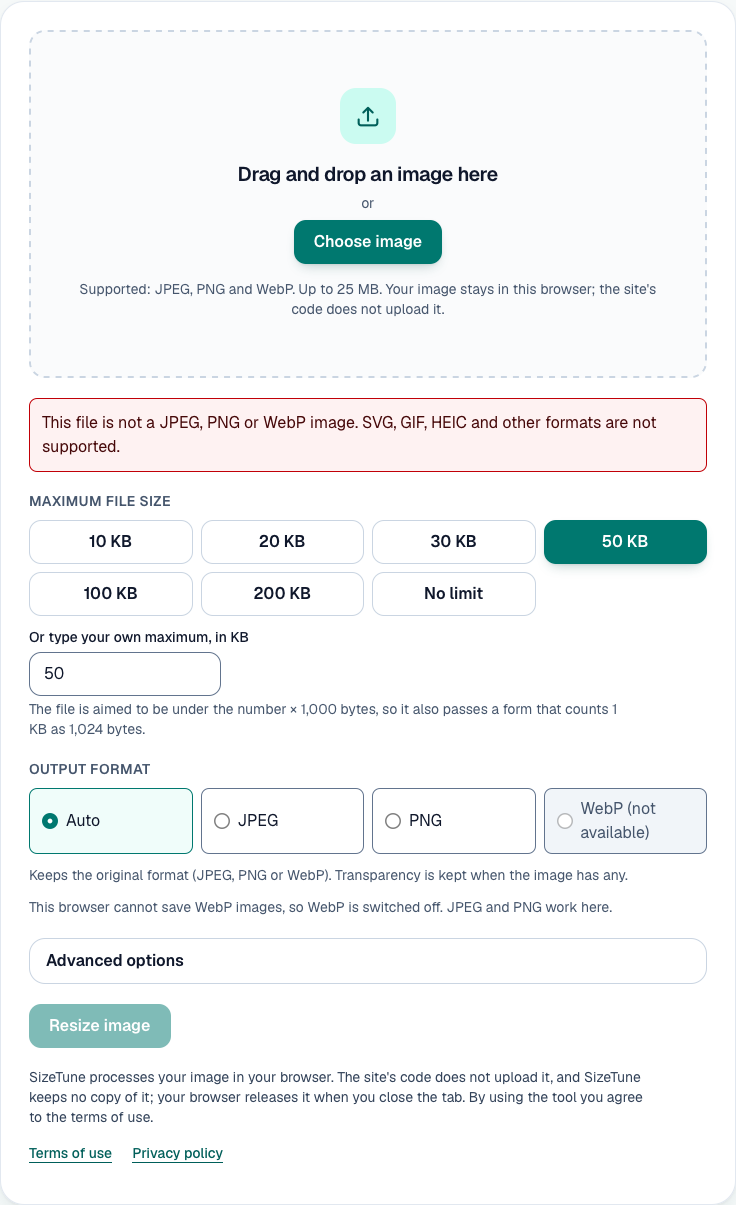 Drag and drop an image here
or
Choose image
Supported: JPEG, PNG and WebP. Up to 25 MB. Your image stays in this browser; the site's
code does not upload it.
This file is not a JPEG, PNG or WebP image. SVG, GIF, HEIC and other formats are not
supported.
MAXIMUM FILE SIZE
10 KB
20 KB
30 KB
50 KB
100 KB
200 KB
No limit
Or type your own maximum, in KB
50
The file is aimed to be under the number × 1,000 bytes, so it also passes a form that counts 1
KB as 1,024 bytes.
OUTPUT FORMAT
Auto
JPEG
PNG
WebP (not
available)
Keeps the original format (JPEG, PNG or WebP). Transparency is kept when the image has any.
This browser cannot save WebP images, so WebP is switched off. JPEG and PNG work here.
Advanced options
Resize image
SizeTune processes your image in your browser. The site's code does not upload it, and SizeTune
keeps no copy of it; your browser releases it when you close the tab. By using the tool you agree
to the terms of use.
Terms of use
Privacy policy